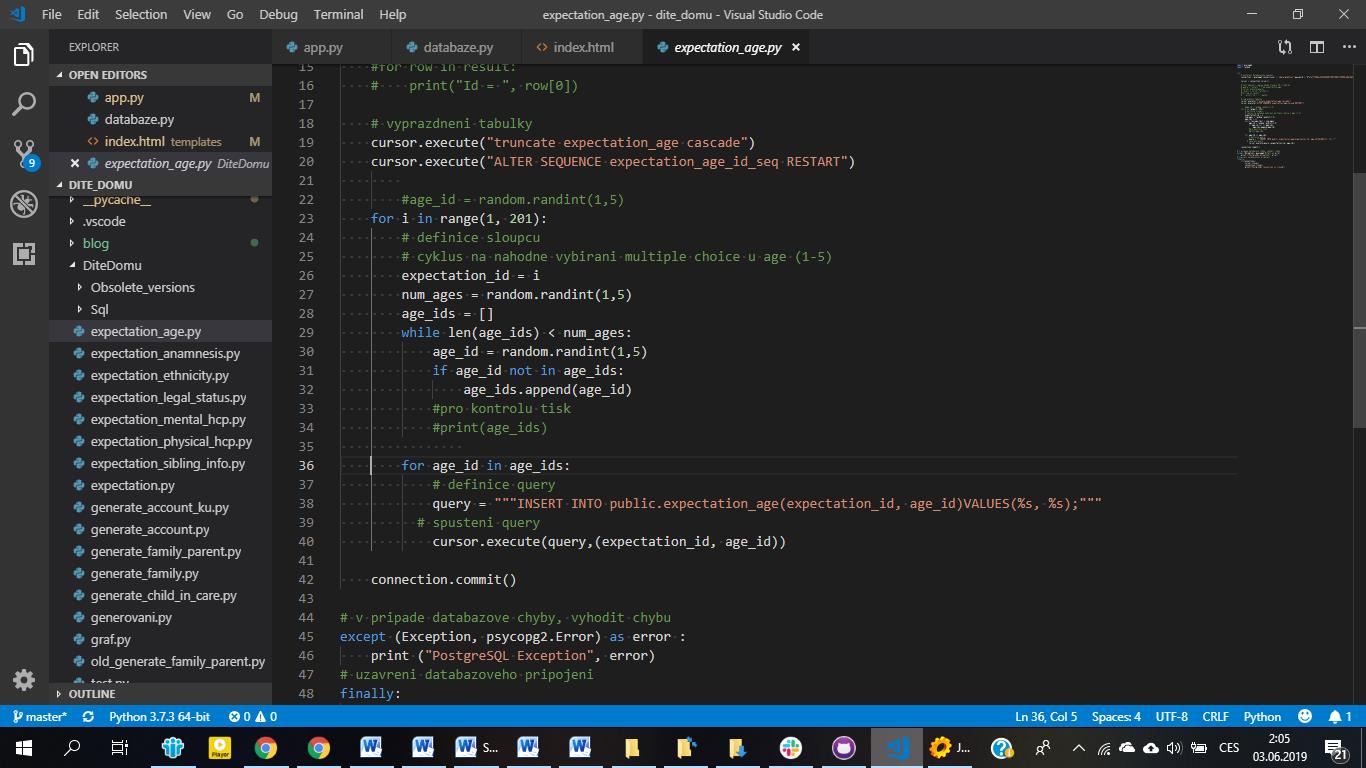 File Edit Selection View Go Debug Terminal Help
expectation_age.py - dite_domu - Visual Studio Code
EXPLORER
OPEN EDITORS
app.py M
databaze.py
index.html templates M
expectation_age.py DiteDomu
DITE_DOMU
__pycache__
.vscode
blog
DiteDomu
Obsolete_versions
Sql
expectation_age.py
expectation_anamnesis.py
expectation_ethnicity.py
expectation_legal_status.py
expectation_mental_hcp.py
expectation_physical_hcp.py
expectation_sibling_info.py
expectation.py
generate_account_ku.py
generate_account.py
generate_family_parent.py
generate_family.py
generate_child_in_care.py
generovani.py
graf.py
old_generate_family_parent.py
test.py
OUTLINE
9
app.py databaze.py index.html expectation_age.py
15 #for row in result:
16 # print("Id = ", row[0])
17
18 # vyprazdneni tabulky
19 cursor.execute("truncate expectation_age cascade")
20 cursor.execute("ALTER SEQUENCE expectation_age_id_seq RESTART")
21
22 #age_id = random.randint(1,5)
23 for i in range(1, 201):
24 # definice sloupcu
25 # cyklus na nahodne vybirani multiple choice u age (1-5)
26 expectation_id = i
27 num_ages = random.randint(1,5)
28 age_ids = []
29 while len(age_ids) < num_ages:
30 age_id = random.randint(1,5)
31 if age_id not in age_ids:
32 age_ids.append(age_id)
33 #pro kontrolu tisk
34 #print(age_ids)
35
36 for age_id in age_ids:
37 # definice query
38 query = """INSERT INTO public.expectation_age(expectation_id, age_id)VALUES(%s, %s);"""
39 # spusteni query
40 cursor.execute(query,(expectation_id, age_id))
41
42 connection.commit()
43
44 # v pripade databazove chyby, vyhodit chybu
45 except (Exception, psycopg2.Error) as error :
46 print ("PostgreSQL Exception", error)
47 # uzavreni databazoveho pripojeni
48 finally:
master* Python 3.7.3 64-bit 0 0 Ln 36, Col 5 Spaces: 4 UTF-8 CRLF Python 1
Player S... J... CES 2:05
03.06.2019 21